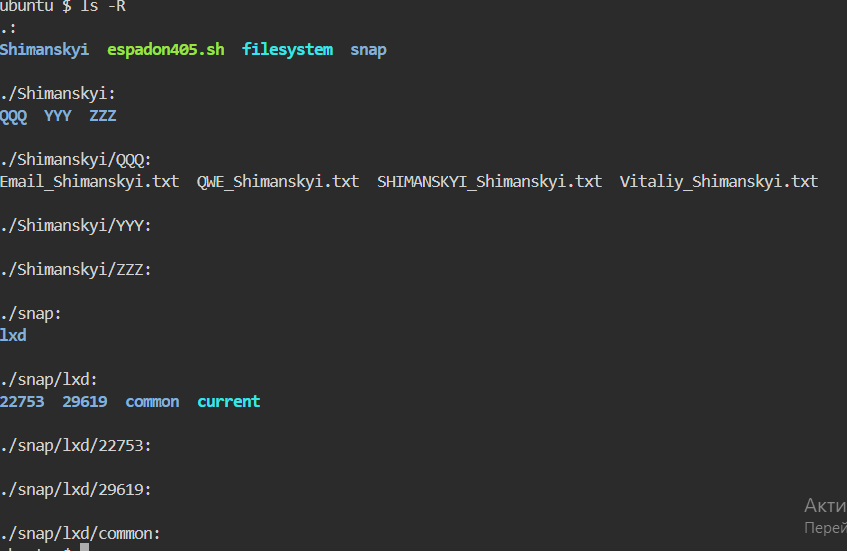 ubuntu $ ls -R
.:
Shimanskyi  espadon405.sh  filesystem  snap
./Shimanskyi:
QQQ  YYY  ZZZ
./Shimanskyi/QQQ:
Email_Shimanskyi.txt  QWE_Shimanskyi.txt  SHIMANSKYI_Shimanskyi.txt  Vitaliy_Shimanskyi.txt
./Shimanskyi/YYY:
./Shimanskyi/ZZZ:
./snap:
lxd
./snap/lxd:
22753  29619  common  current
./snap/lxd/22753:
./snap/lxd/29619:
./snap/lxd/common:
Акти
Перей
ubuntu $